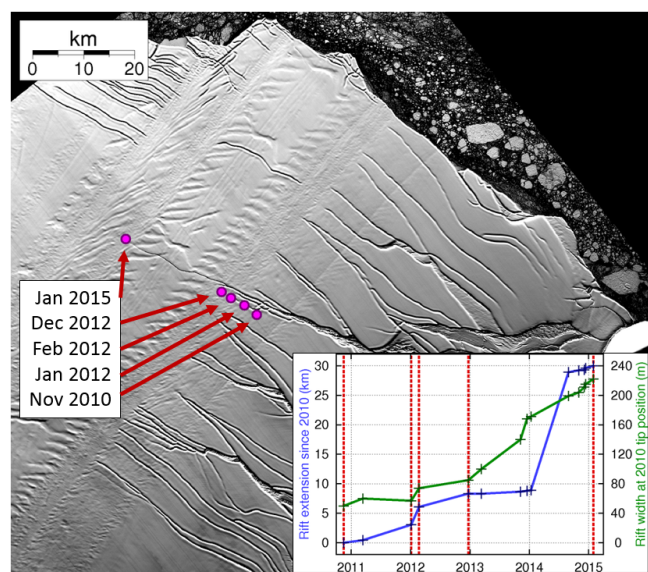 km
0 10 20
Jan 2015
Dec 2012
Feb 2012
Jan 2012
Nov 2010
Rift extension since 2010 (km)
30
25
20
15
10
5
0
240
200
160
120
80
40
0
Rift width at 2010 tip position (m)
2011 2012 2013 2014 2015